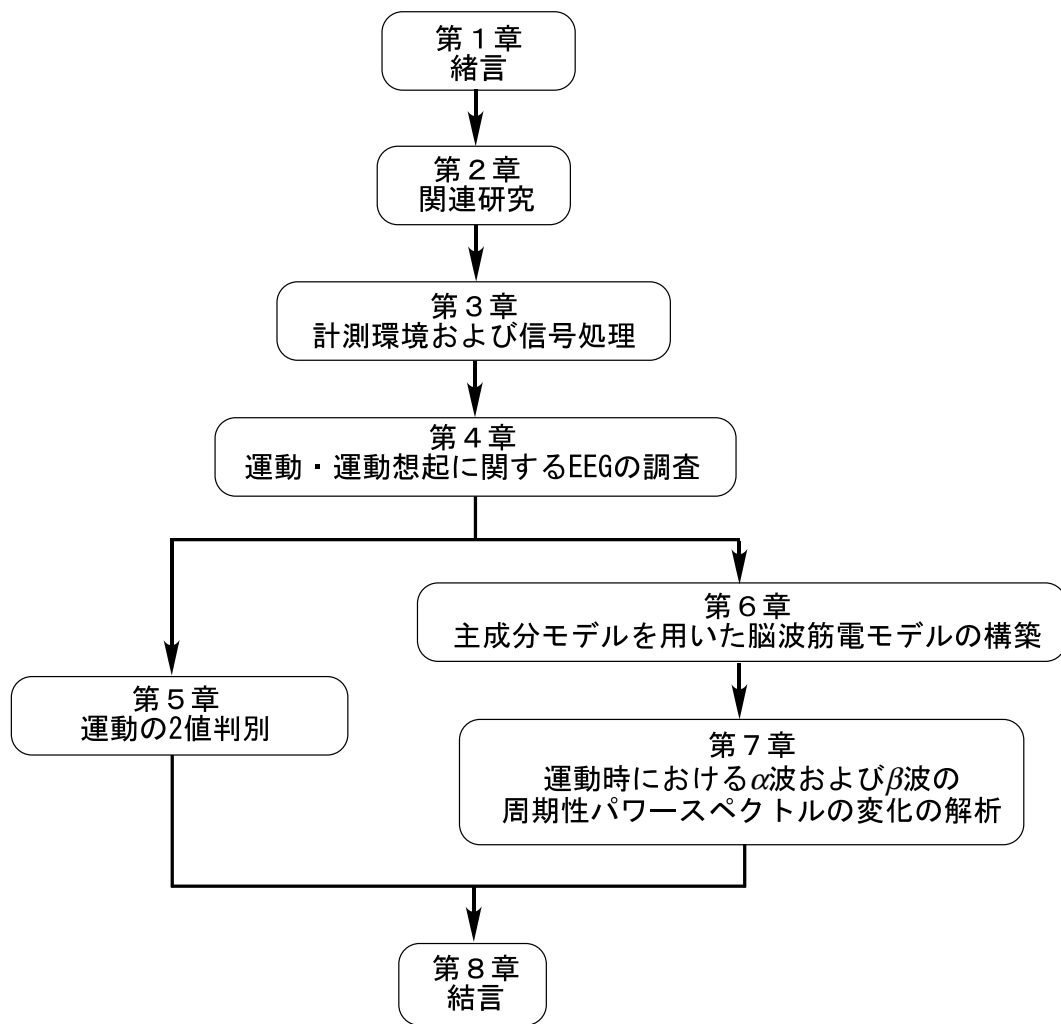 第１章
緒言
第２章
関連研究
第３章
計測環境および信号処理
第４章
運動・運動想起に関するEEGの調査
第５章
運動の2値判別
第６章
主成分モデルを用いた脳波筋電モデルの構築
第７章
運動時におけるα波およびβ波の
周期性パワースペクトルの変化の解析
第８章
結言